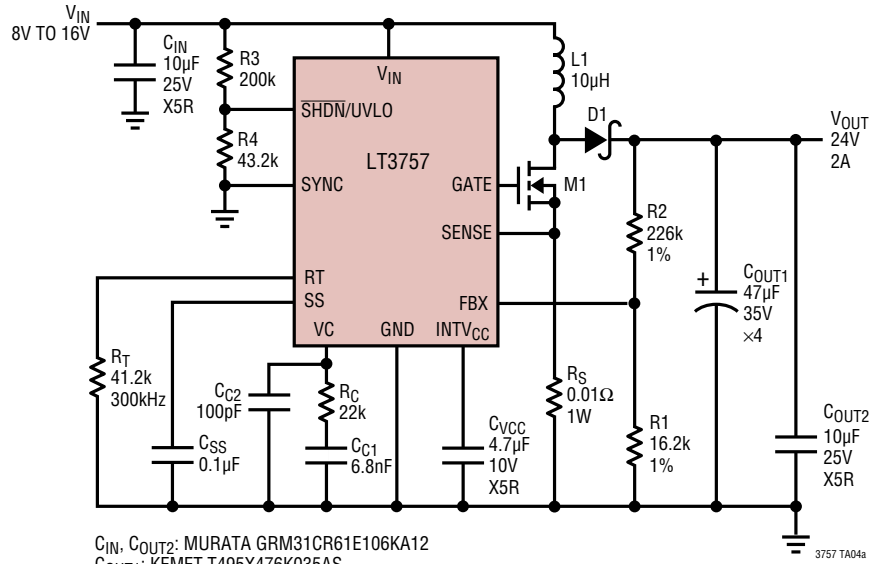 VIN
8V TO 16V
CIN
10µF
25V
X5R
R3
200k
R4
43.2k
VIN
SHDN/UVLO
LT3757
SYNC
GATE
SENSE
RT
SS
FBX
VC
GND
INTVCC
L1
10µH
D1
M1
VOUT
24V
2A
R2
226k
1%
+
COUT1
47µF
35V
×4
RT
41.2k
300kHz
CSS
0.1µF
CC2
100pF
RC
22k
CC1
6.8nF
CVCC
4.7µF
10V
X5R
RS
0.01Ω
1W
R1
16.2k
1%
COUT2
10µF
25V
X5R
3757 TA04a
CIN, COUT2: MURATA GRM31CR61E106KA12
COUT1: KEMET T495X476K035AS